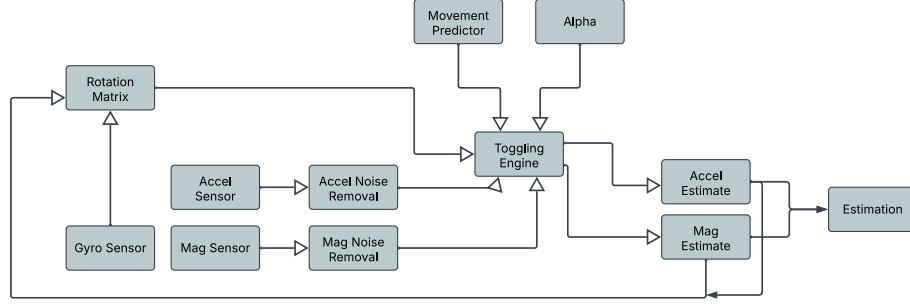 Movement
Predictor
Alpha
Rotation
Matrix
Toggling
Engine
Accel
Sensor
Accel Noise
Removal
Accel
Estimate
Estimation
Gyro Sensor
Mag Sensor
Mag Noise
Removal
Mag
Estimate